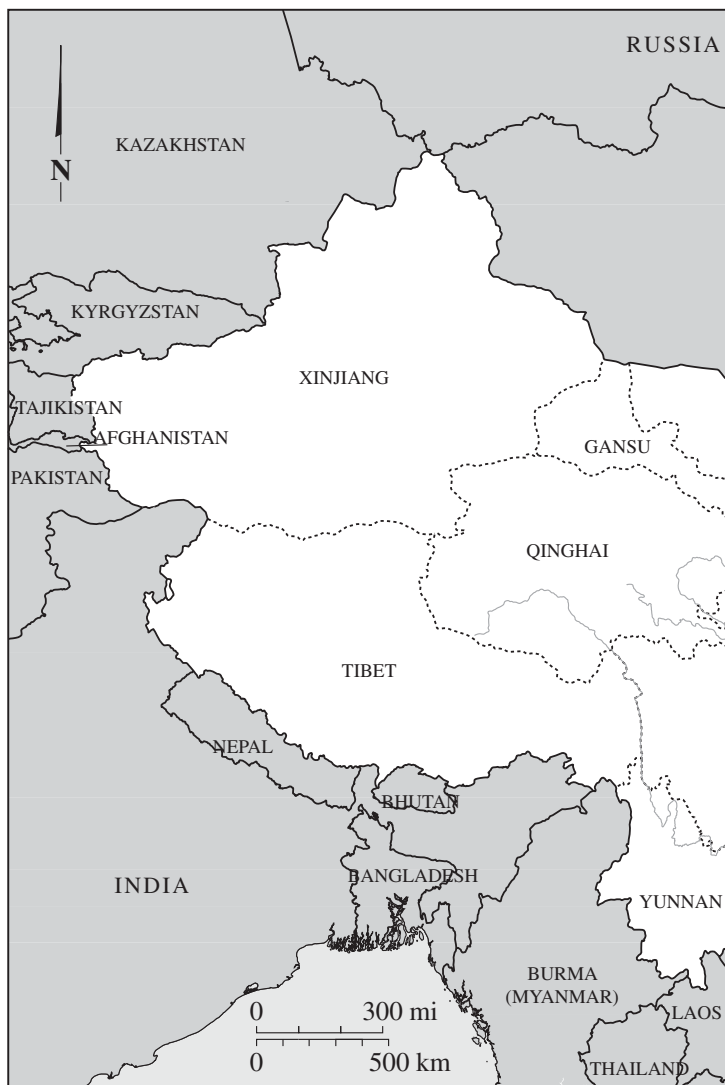 RUSSIA
KAZAKHSTAN
N
KYRGYZSTAN
XINJIANG
TAJIKISTAN
AFGHANISTAN
GANSU
PAKISTAN
QINGHAI
TIBET
NEPAL
BHUTAN
BANGLADESH
INDIA
YUNNAN
BURMA
(MYANMAR)
0 300 mi
LAOS
0 500 km
THAILAND